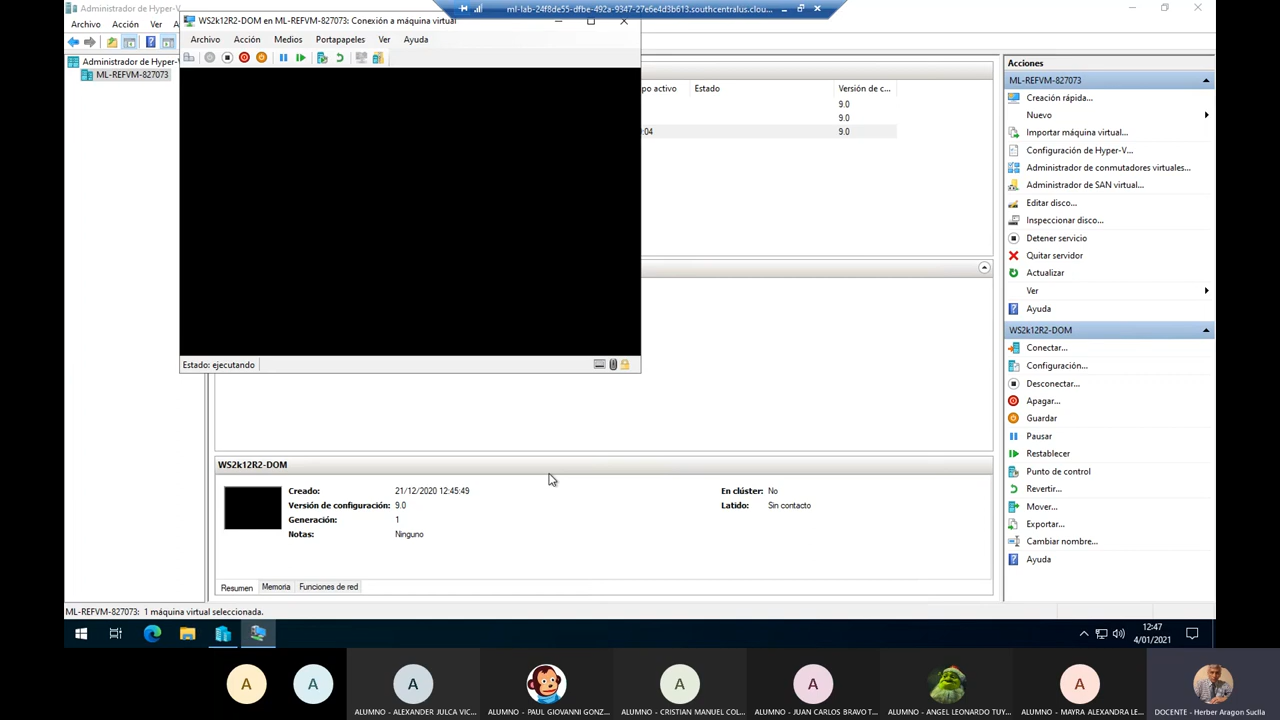 Administrador de Hyper-V
WS2k12R2-DOM en ML-REFVM-827073: Conexión a máquina virtual
ml-lab-24f8de55-dfbe-492a-9347-27e6e4d3b613.southcentralus.clou...
Archivo Acción Ver A
Archivo Acción Medios Portapapeles Ver Ayuda
Administrador de Hyper-V
ML-REFVM-827073
po activo Estado Versión de c...
9.0
9.0
:04 9.0
Estado: ejecutando
WS2k12R2-DOM
Creado: 21/12/2020 12:45:49
Versión de configuración: 9.0
Generación: 1
Notas: Ninguno
En clúster: No
Latido: Sin contacto
Resumen Memoria Funciones de red
ML-REFVM-827073: 1 máquina virtual seleccionada.
Acciones
ML-REFVM-827073
Creación rápida...
Nuevo
Importar máquina virtual...
Configuración de Hyper-V...
Administrador de conmutadores virtuales...
Administrador de SAN virtual...
Editar disco...
Inspeccionar disco...
Detener servicio
Quitar servidor
Actualizar
Ver
Ayuda
WS2k12R2-DOM
Conectar...
Configuración...
Desconectar...
Apagar...
Guardar
Pausar
Restablecer
Punto de control
Revertir...
Mover...
Exportar...
Cambiar nombre...
Ayuda
12:47
4/01/2021
A
A
A
A
A
A
ALUMNO - ALEXANDER JULCA VIC...
ALUMNO - PAUL GIOVANNI GONZ...
ALUMNO - CRISTIAN MANUEL COL...
ALUMNO - JUAN CARLOS BRAVO T...
ALUMNO - ANGEL LEONARDO TUY...
ALUMNO - MAYRA ALEXANDRA LE...
DOCENTE - Herber Aragon Suclla